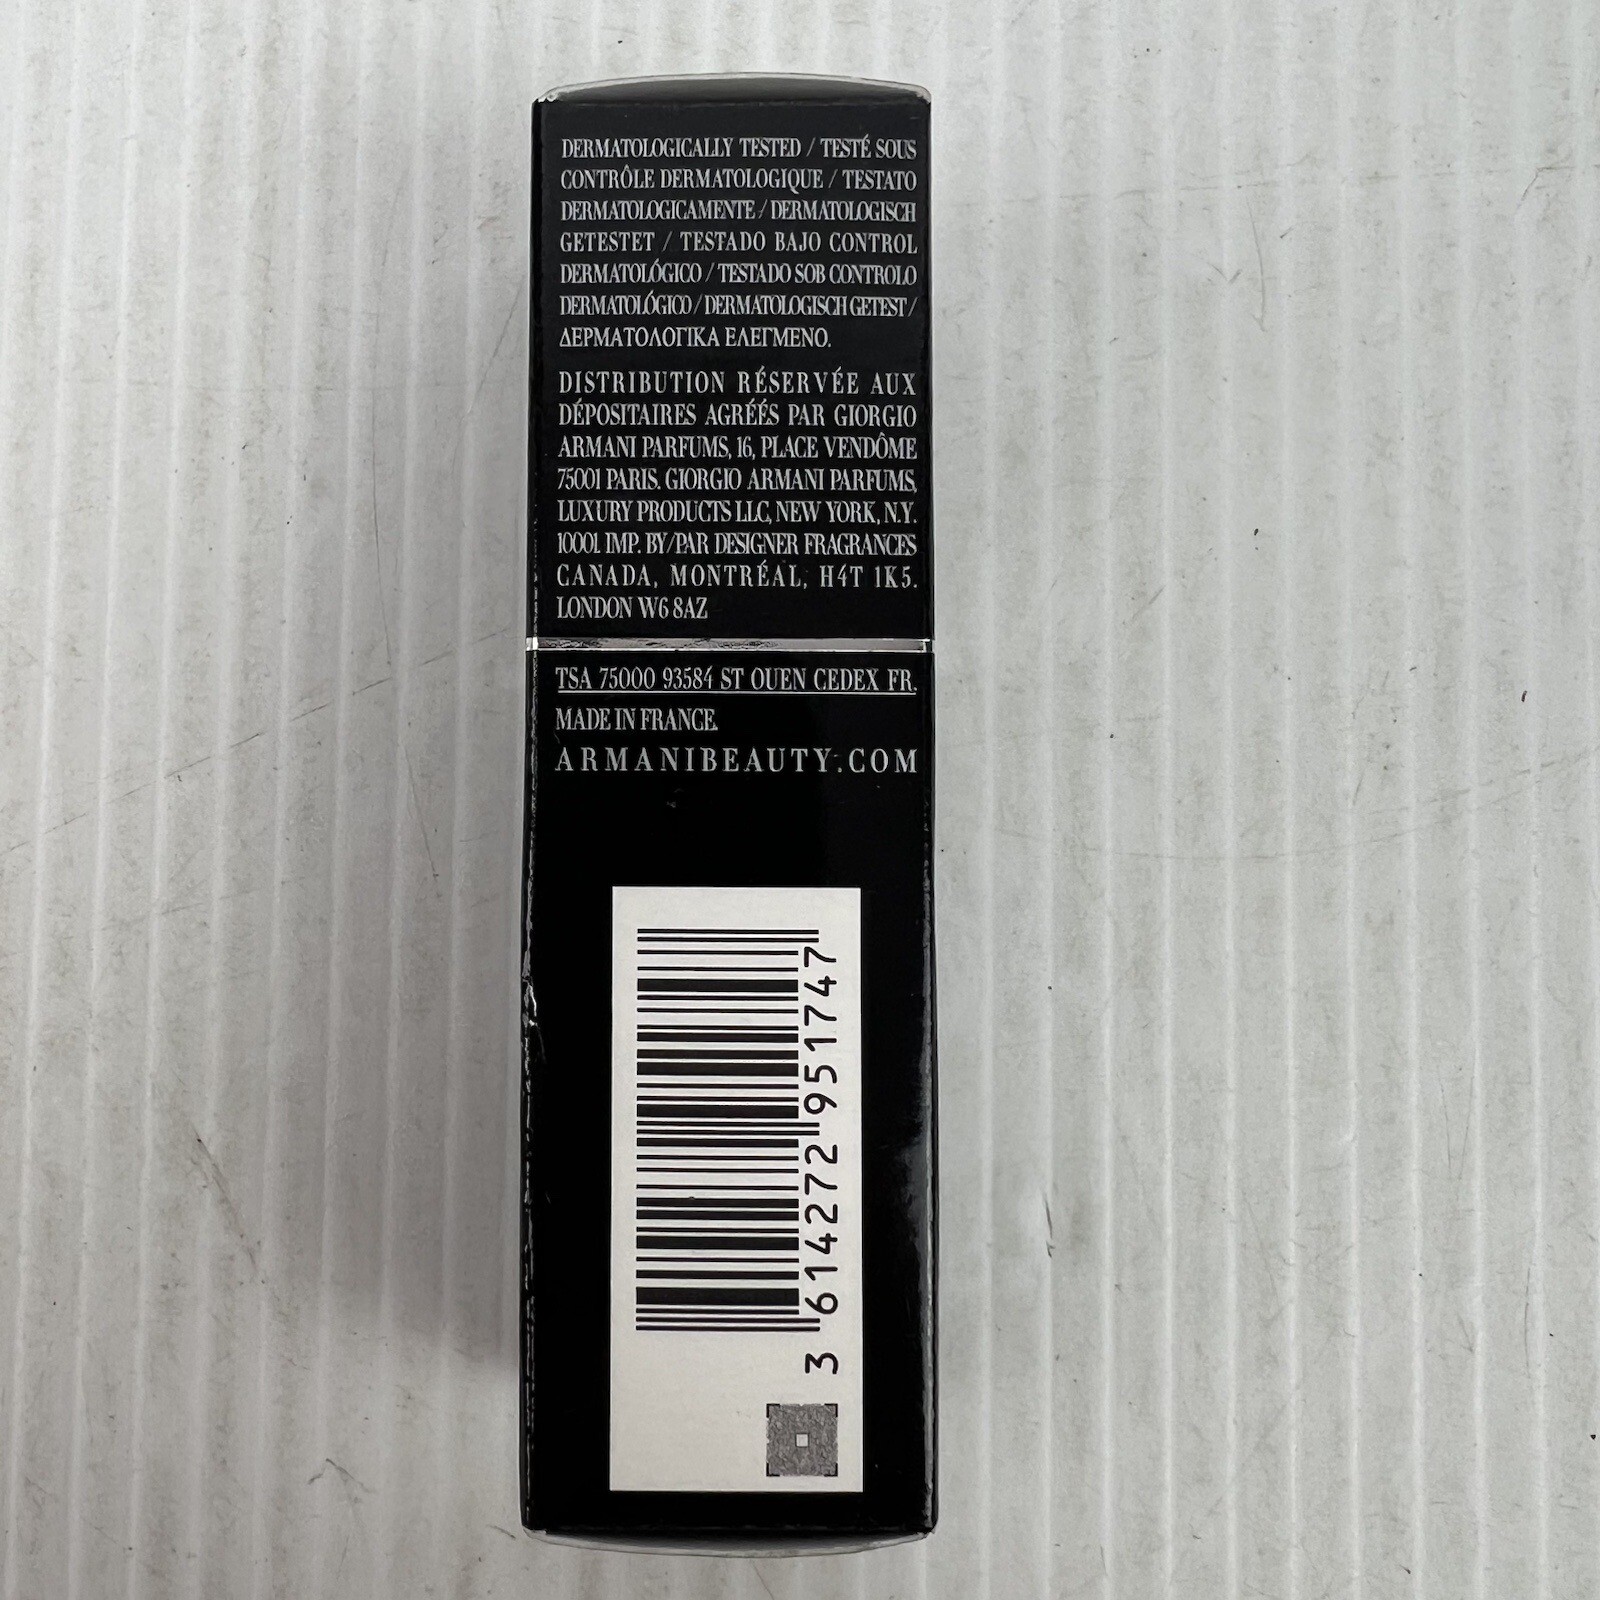 DERMATOLOGICALLY TESTED / TESTÉ SOUS
CONTRÔLE DERMATOLOGIQUE / TESTATO
DERMATOLOGICAMENTE / DERMATOLOGISCH
GETESTET / TESTADO BAJO CONTROL
DERMATOLÓGICO / TESTADO SOB CONTROLO
DERMATOLÓGICO / DERMATOLOGISCH GETEST /
ΔΕΡΜΑΤΟΛΟΓΙΚΑ ΕΛΕΓΜΕΝΟ.
DISTRIBUTION RÉSERVÉE AUX
DÉPOSITAIRES AGRÉÉS PAR GIORGIO
ARMANI PARFUMS, 16, PLACE VENDÔME
75001 PARIS. GIORGIO ARMANI PARFUMS,
LUXURY PRODUCTS LLC, NEW YORK, N.Y.
10001. IMP. BY/PAR DESIGNER FRAGRANCES
CANADA, MONTRÉAL, H4T 1K5.
LONDON W6 8AZ
TSA 75000 93584 ST OUEN CEDEX FR.
MADE IN FRANCE.
ARMANIBEAUTY.COM
3 614272 951747